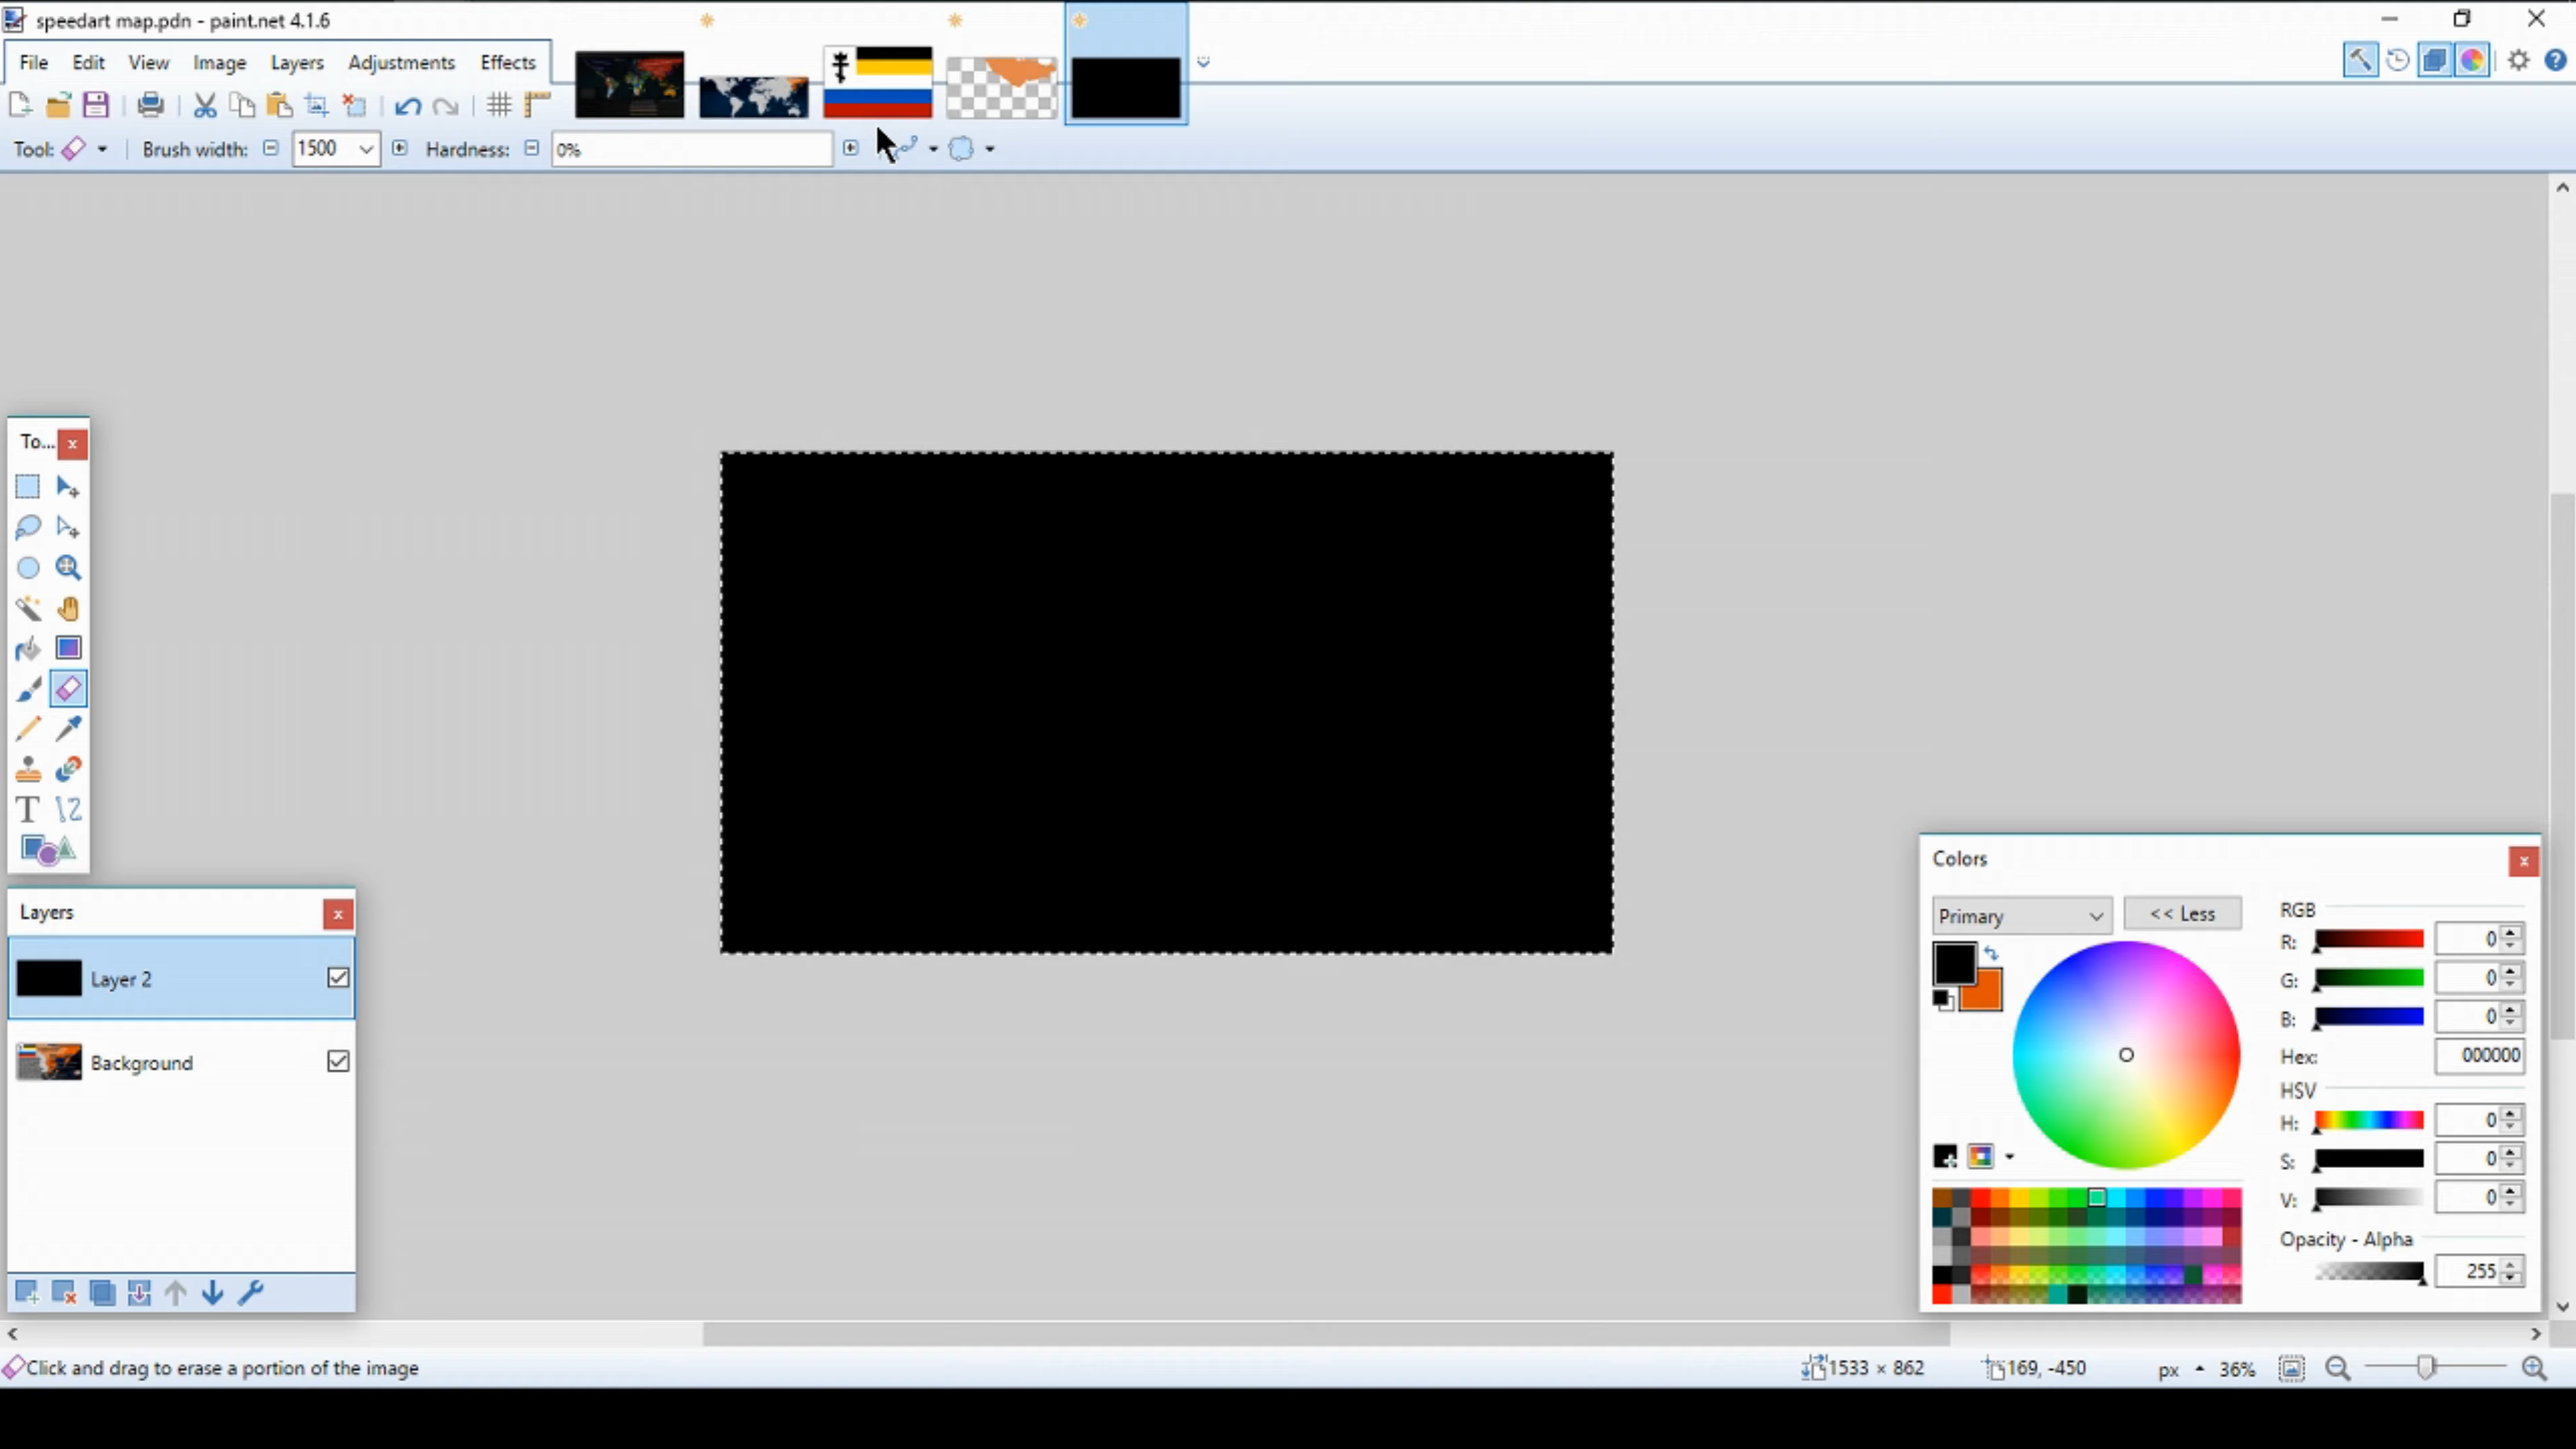 speedart map.pdn - paint.net 4.1.6
File Edit View Image Layers Adjustments Effects
Tool: Brush width: 1500 Hardness: 0%
To...
T
Layers
Layer 2
Background
Colors
Primary << Less
RGB
R: 0
G: 0
B: 0
Hex: 000000
HSV
H: 0
S: 0
V: 0
Opacity - Alpha
255
Click and drag to erase a portion of the image 1533 × 862 169, -450 px 36%